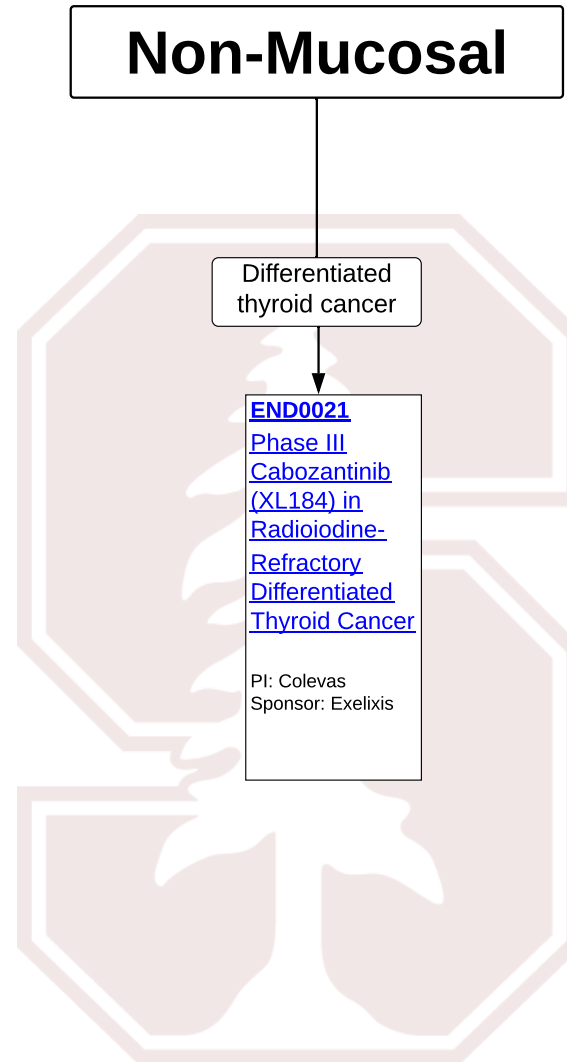 Non-Mucosal
Differentiated
thyroid cancer
END0021
Phase III
Cabozantinib
(XL184) in
Radioiodine-
Refractory
Differentiated
Thyroid Cancer
PI: Colevas
Sponsor: Exelixis